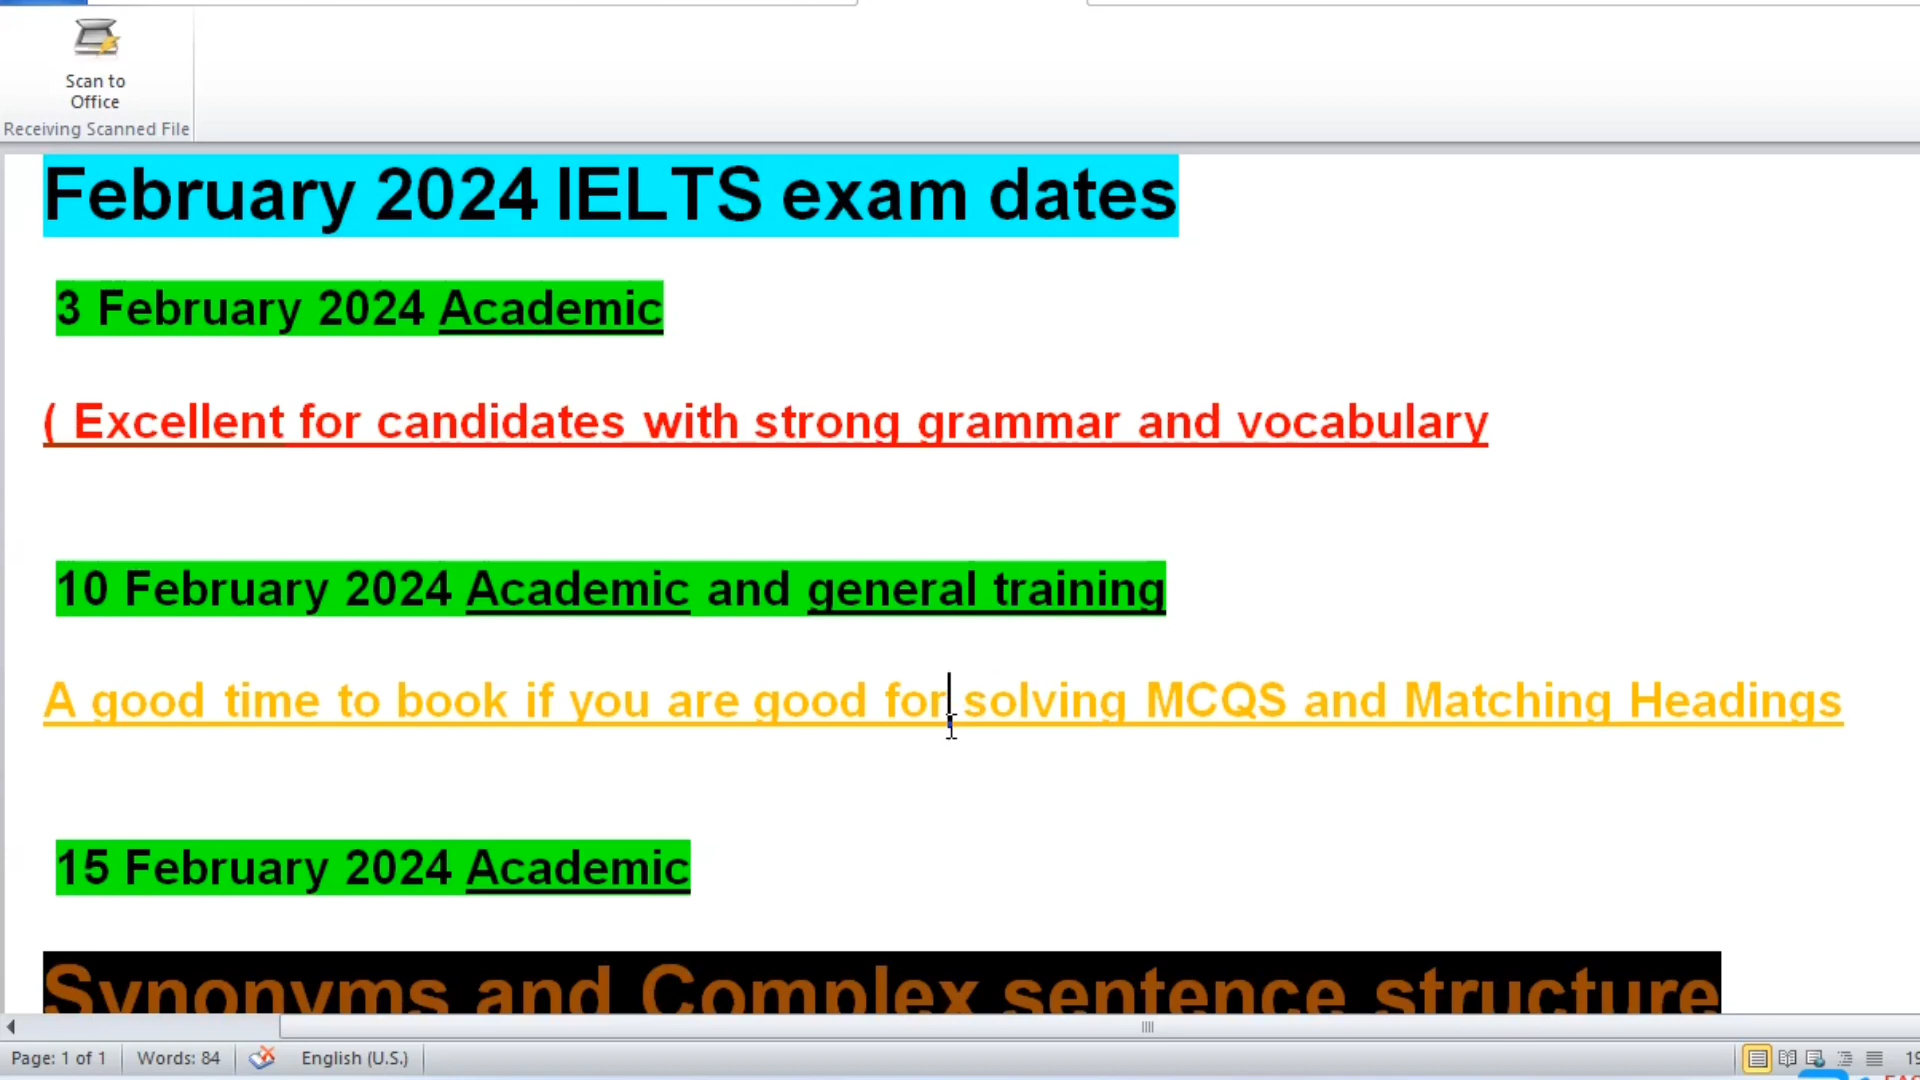 Scan to
Office
Receiving Scanned File
February 2024 IELTS exam dates
3 February 2024 Academic
( Excellent for candidates with strong grammar and vocabulary
10 February 2024 Academic and general training
A good time to book if you are good for solving MCQS and Matching Headings
15 February 2024 Academic
Synonyms and Complex sentence structure
Page: 1 of 1 Words: 84 English (U.S.)